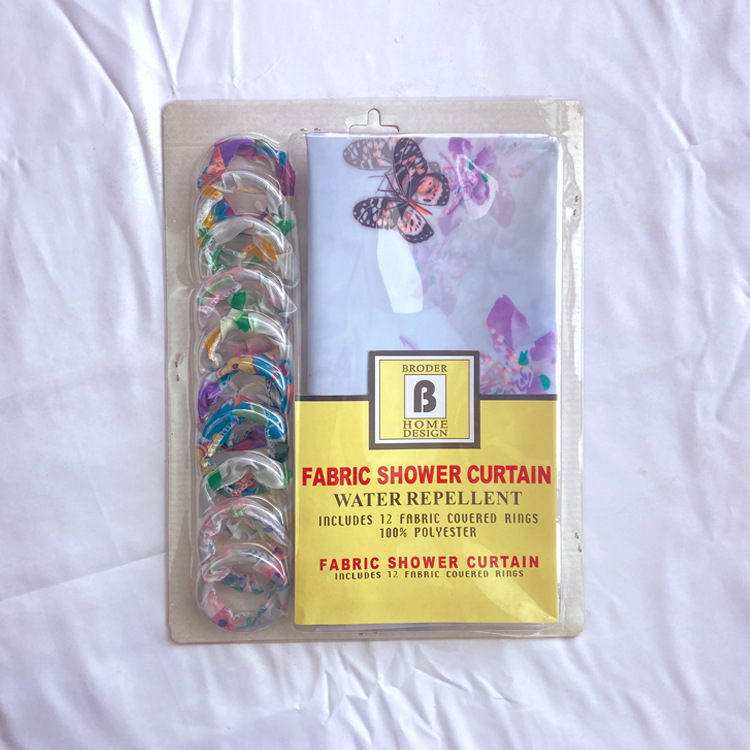 BRODER
B
HOME
DESIGN
FABRIC SHOWER CURTAIN
WATER REPELLENT
INCLUDES 12 FABRIC COVERED RINGS
100% POLYESTER
FABRIC SHOWER CURTAIN
INCLUDES 12 FABRIC COVERED RINGS